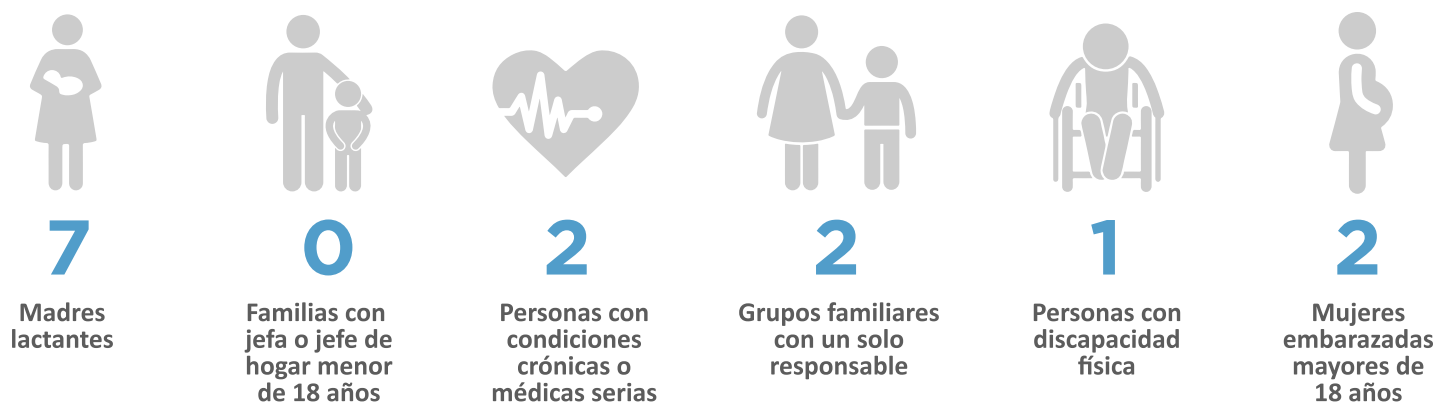 7
Madres
lactantes
0
Familias con
jefa o jefe de
hogar menor
de 18 años
2
Personas con
condiciones
crónicas o
médicas serias
2
Grupos familiares
con un solo
responsable
1
Personas con
discapacidad
física
2
Mujeres
embarazadas
mayores de
18 años